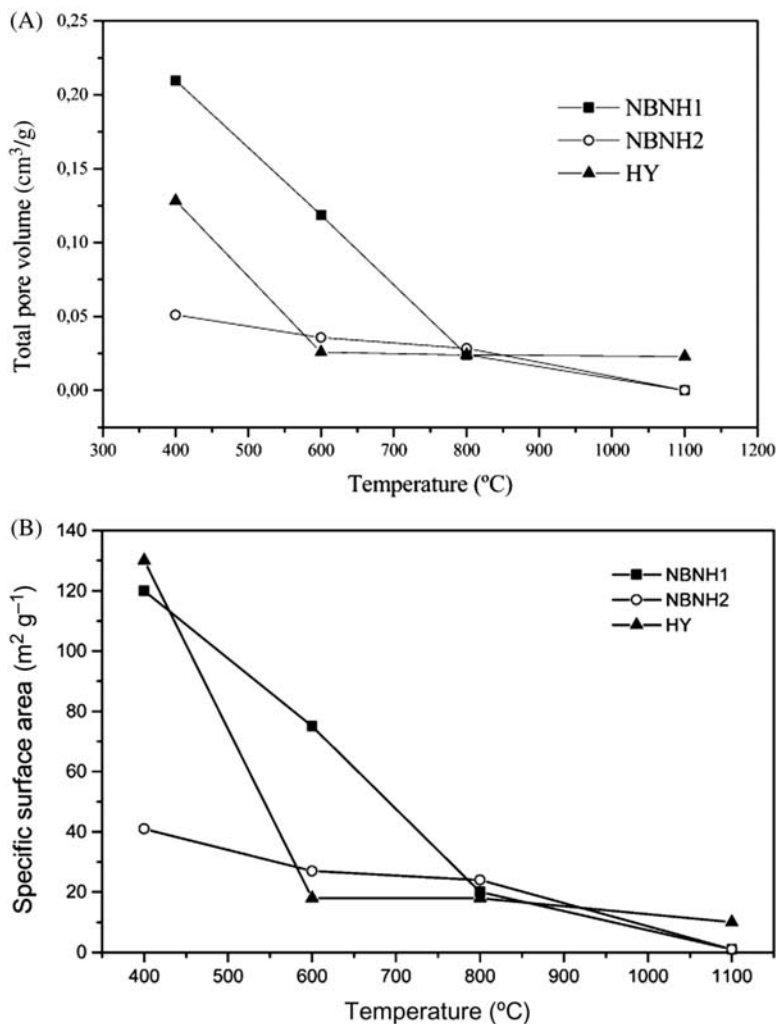 (A)
0,25
0,20
0,15
0,10
0,05
0,00
Total pore volume (cm³/g)
NBNH1
NBNH2
HY
300 400 500 600 700 800 900 1000 1100 1200
Temperature (ºC)
(B)
140
120
100
80
60
40
20
0
Specific surface area (m² g⁻¹)
NBNH1
NBNH2
HY
400 500 600 700 800 900 1000 1100
Temperature (ºC)